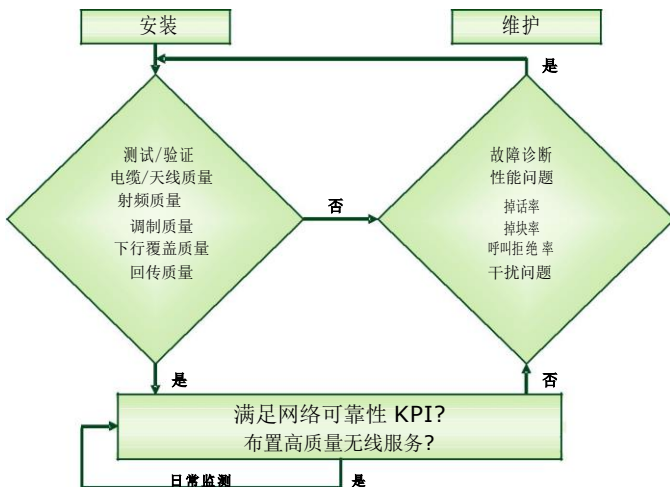 安装
维护
是
测试/验证
电缆/天线质量
射频质量
调制质量
下行覆盖质量
回传质量
否
故障诊断
性能问题
掉话率
掉块率
呼叫拒绝率
干扰问题
是
否
满足网络可靠性 KPI?
布置高质量无线服务?
日常监测
是